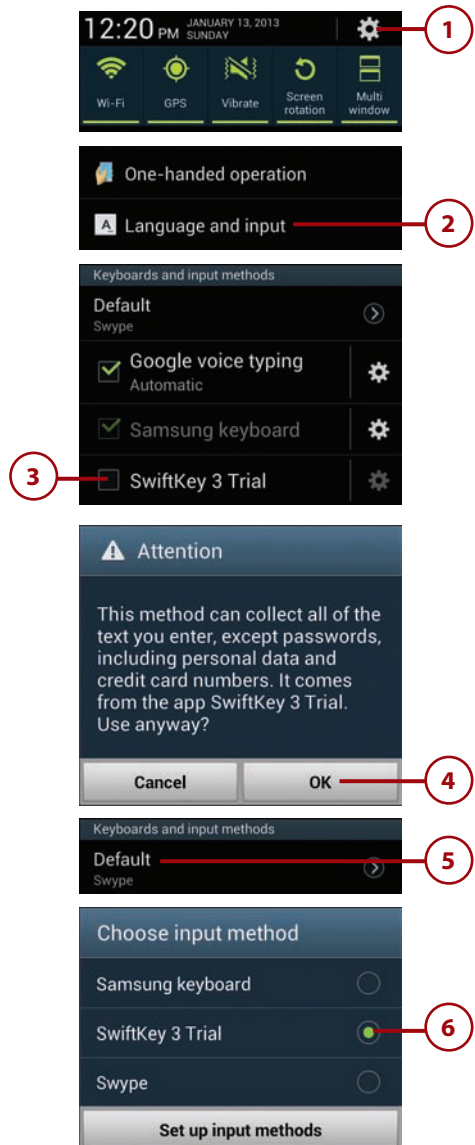 12:20 PM JANUARY 13, 2013
SUNDAY
1
Wi-Fi GPS Vibrate Screen rotation Multi window
One-handed operation
Language and input
2
Keyboards and input methods
Default
Swype
Google voice typing
Automatic
Samsung keyboard
3
SwiftKey 3 Trial
Attention
This method can collect all of the
text you enter, except passwords,
including personal data and
credit card numbers. It comes
from the app SwiftKey 3 Trial.
Use anyway?
Cancel OK
4
Keyboards and input methods
Default
5
Swype
Choose input method
Samsung keyboard
SwiftKey 3 Trial
6
Swype
Set up input methods